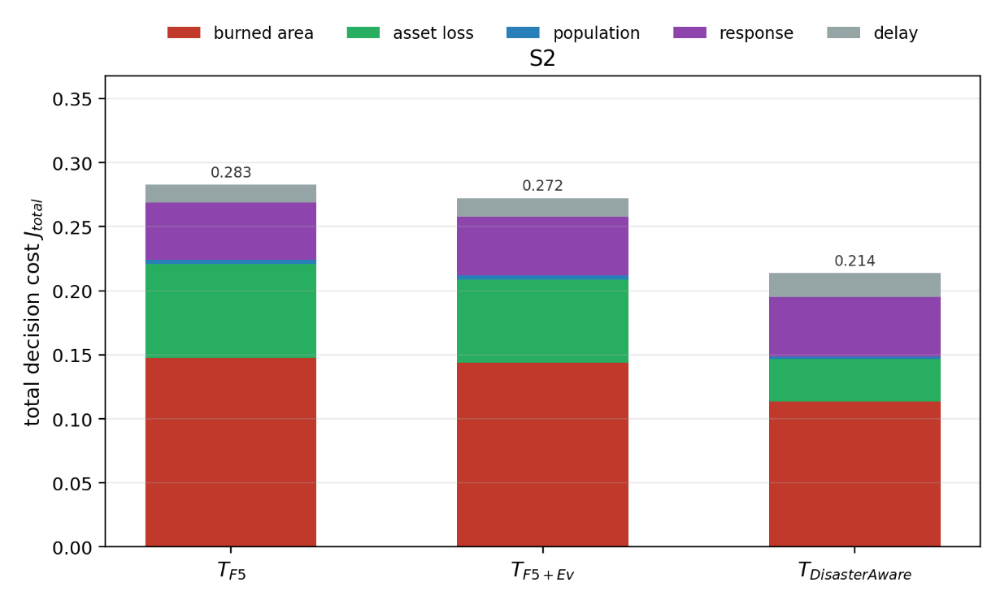 burned area asset loss population response delay
S2
total decision cost J_total
0.35
0.30
0.25
0.20
0.15
0.10
0.05
0.00
0.283
0.272
0.214
T_F5 T_F5+Ev T_DisasterAware